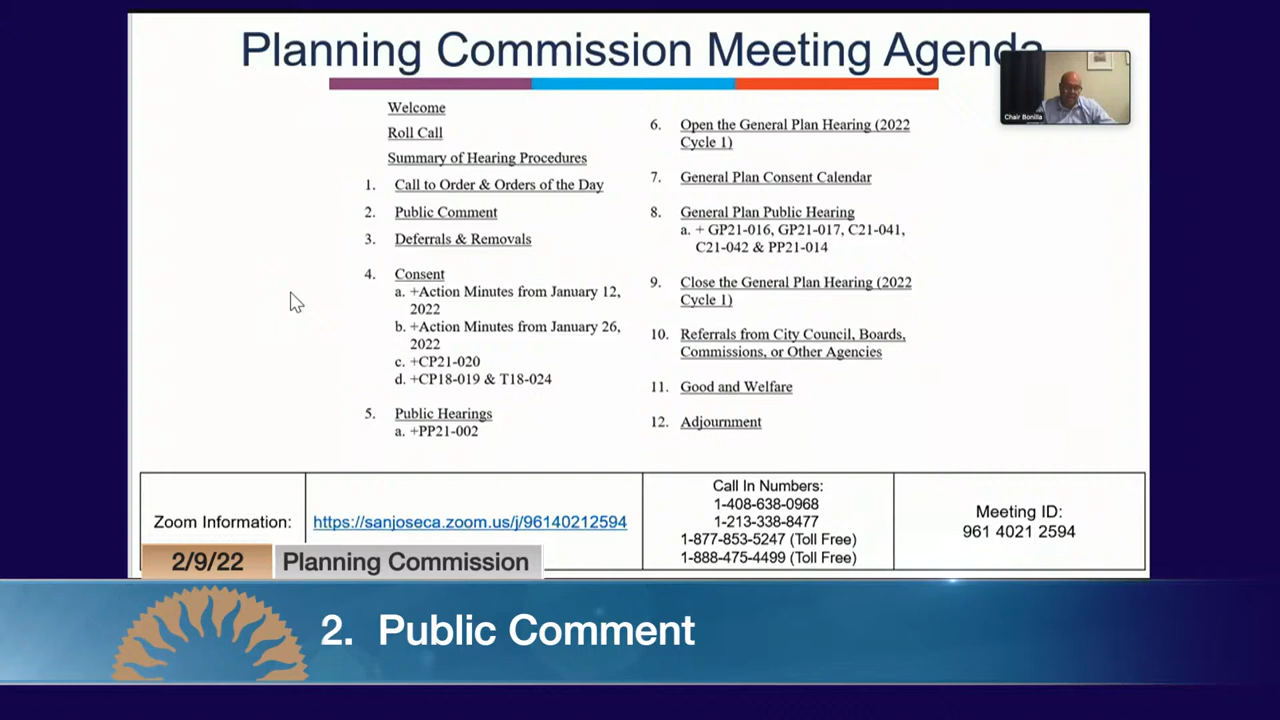 Planning Commission Meeting Agenda
Chair Bonilla
Welcome
Roll Call
Summary of Hearing Procedures
1. Call to Order & Orders of the Day
2. Public Comment
3. Deferrals & Removals
4. Consent
a. +Action Minutes from January 12,
2022
b. +Action Minutes from January 26,
2022
c. +CP21-020
d. +CP18-019 & T18-024
5. Public Hearings
a. +PP21-002
6. Open the General Plan Hearing (2022
Cycle 1)
7. General Plan Consent Calendar
8. General Plan Public Hearing
a. + GP21-016, GP21-017, C21-041,
C21-042 & PP21-014
9. Close the General Plan Hearing (2022
Cycle 1)
10. Referrals from City Council, Boards,
Commissions, or Other Agencies
11. Good and Welfare
12. Adjournment
Zoom Information:
https://sanjoseca.zoom.us/j/96140212594
Call In Numbers:
1-408-638-0968
1-213-338-8477
1-877-853-5247 (Toll Free)
1-888-475-4499 (Toll Free)
Meeting ID:
961 4021 2594
2/9/22 Planning Commission
2. Public Comment